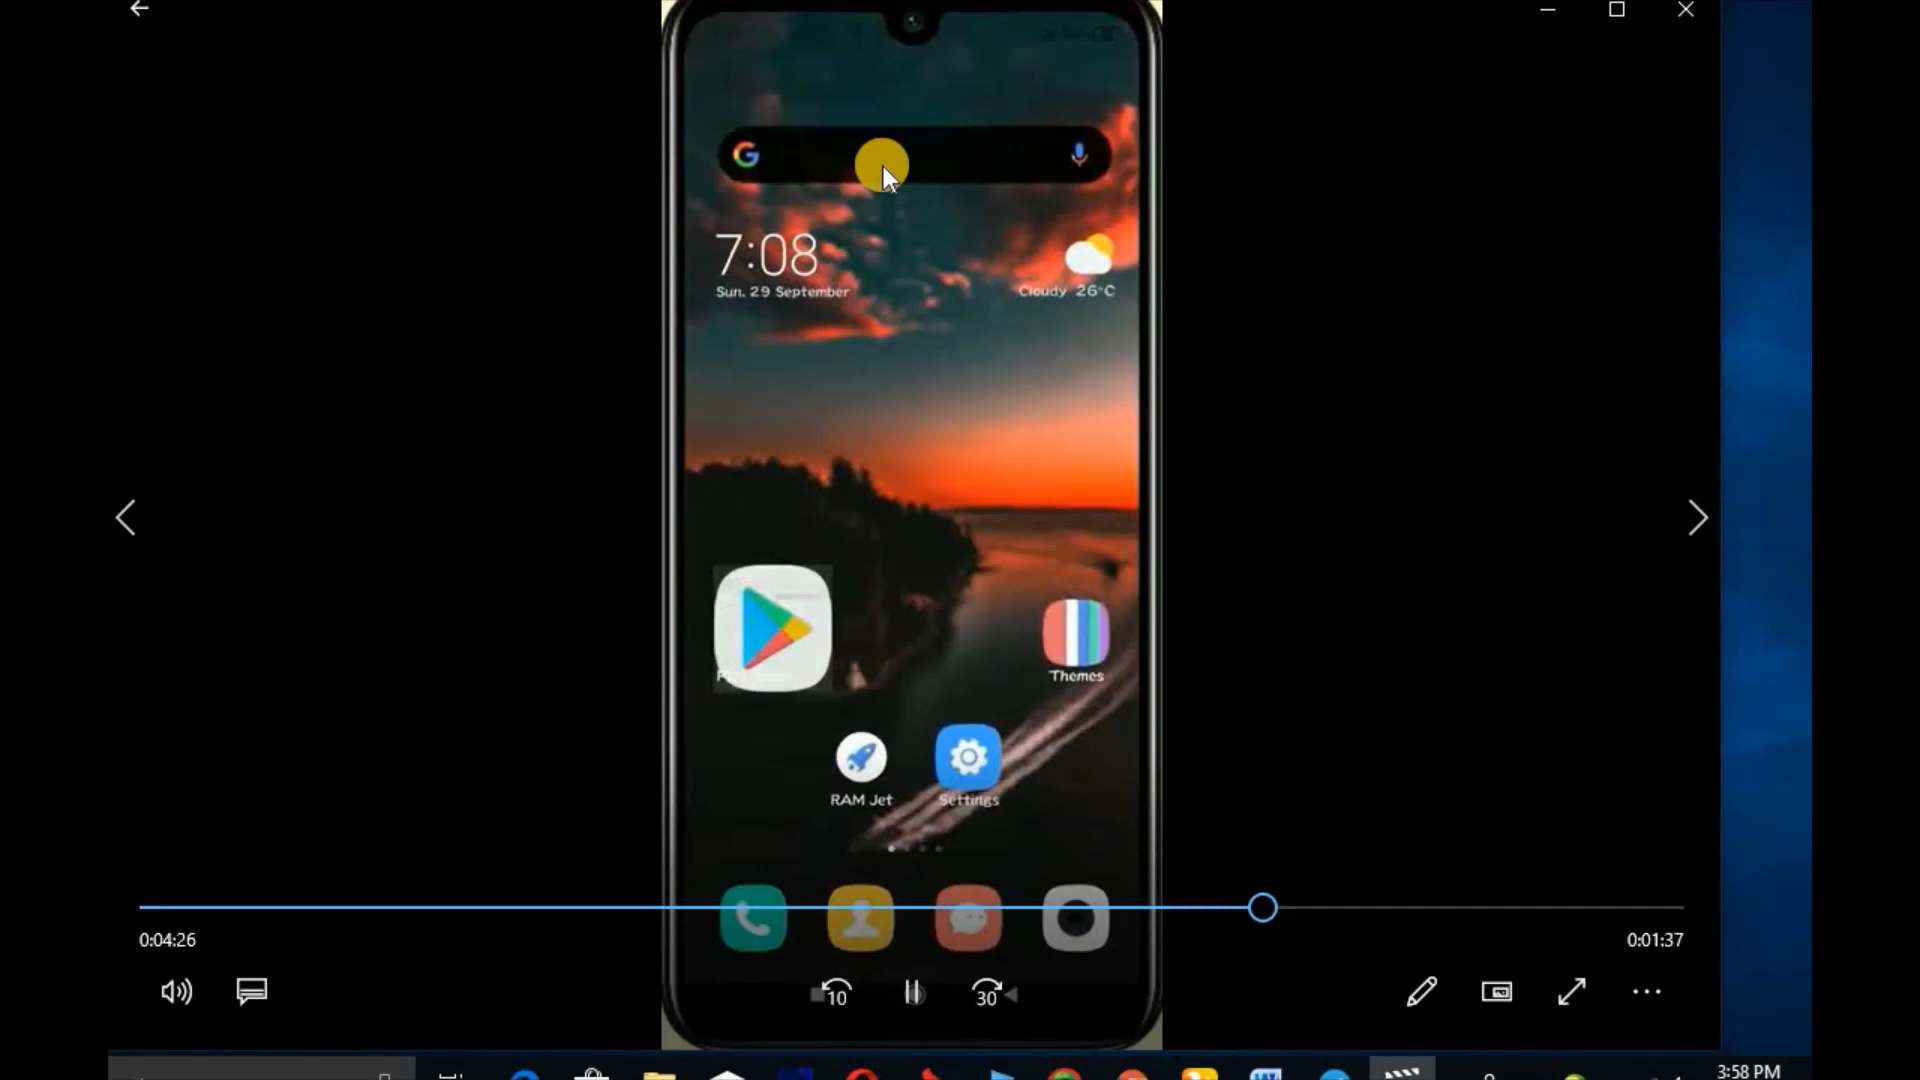 7:08
Sun. 29 September
Cloudy 26°C
Themes
RAM Jet
Settings
0:04:26
0:01:37
10
30
3:58 PM